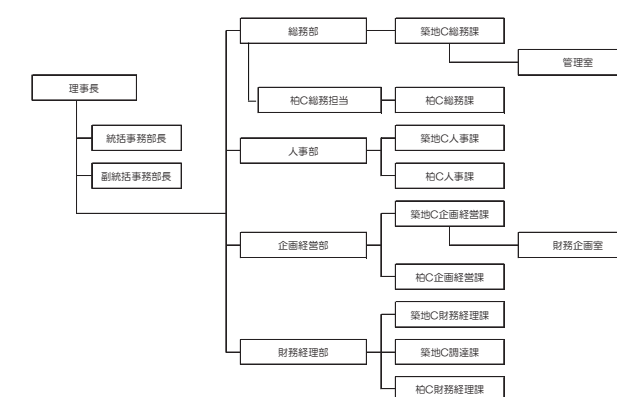 総務部
築地C総務課
管理室
理事長
柏C総務担当
柏C総務課
統括事務部長
人事部
築地C人事課
副統括事務部長
柏C人事課
築地C企画経営課
企画経営部
財務企画室
柏C企画経営課
築地C財務経理課
財務経理部
築地C調達課
柏C財務経理課